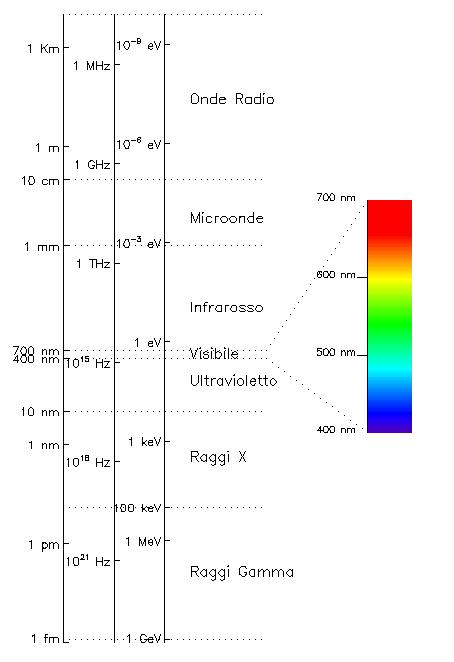 10⁻⁹ eV
1 Km
1 MHz
Onde Radio
10⁻⁶ eV
1 m
1 GHz
10 cm
700 nm
Microonde
10⁻³ eV
1 mm
1 THz
600 nm
Infrarosso
1 eV
700 nm
Visibile
500 nm
400 nm
10¹⁵ Hz
Ultravioletto
10 nm
400 nm
1 keV
1 nm
Raggi X
10¹⁸ Hz
100 keV
1 MeV
1 pm
10²¹ Hz
Raggi Gamma
1 fm
1 GeV